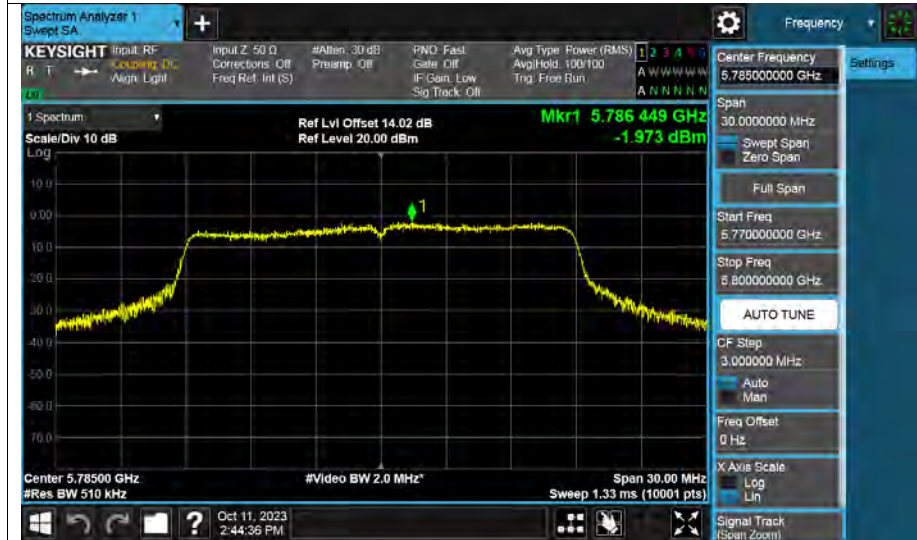 Spectrum Analyzer 1
Swept SA
+
Frequency
KEYSIGHT Input: RF
R T
Coupling: DC
Align: Light
Input Z: 50 Ω
Corrections: Off
Freq Ref: Int (S)
#Atten: 30 dB
Preamp: Off
PNO: Fast
Gate: Off
IF Gain: Low
Sig Track: Off
Avg Type: Power (RMS)
Avg|Hold: 100/100
Trig: Free Run
1 2 3 4 5 6
A W W W W W
A N N N N N
Center Frequency
5.785000000 GHz
Settings
Span
30.0000000 MHz
Swept Span
Zero Span
Full Span
Start Freq
5.770000000 GHz
Stop Freq
5.800000000 GHz
AUTO TUNE
CF Step
3.000000 MHz
Auto
Man
Freq Offset
0 Hz
X Axis Scale
Log
Lin
Signal Track
(Span Zoom)
1 Spectrum
Scale/Div 10 dB
Ref Lvl Offset 14.02 dB
Ref Level 20.00 dBm
Mkr1 5.786 449 GHz
-1.973 dBm
Log
10.0
0.00
-10.0
-20.0
-30.0
-40.0
-50.0
-60.0
-70.0
1
Center 5.78500 GHz
#Res BW 510 kHz
#Video BW 2.0 MHz*
Span 30.00 MHz
Sweep 1.33 ms (10001 pts)
?
Oct 11, 2023
2:44:36 PM